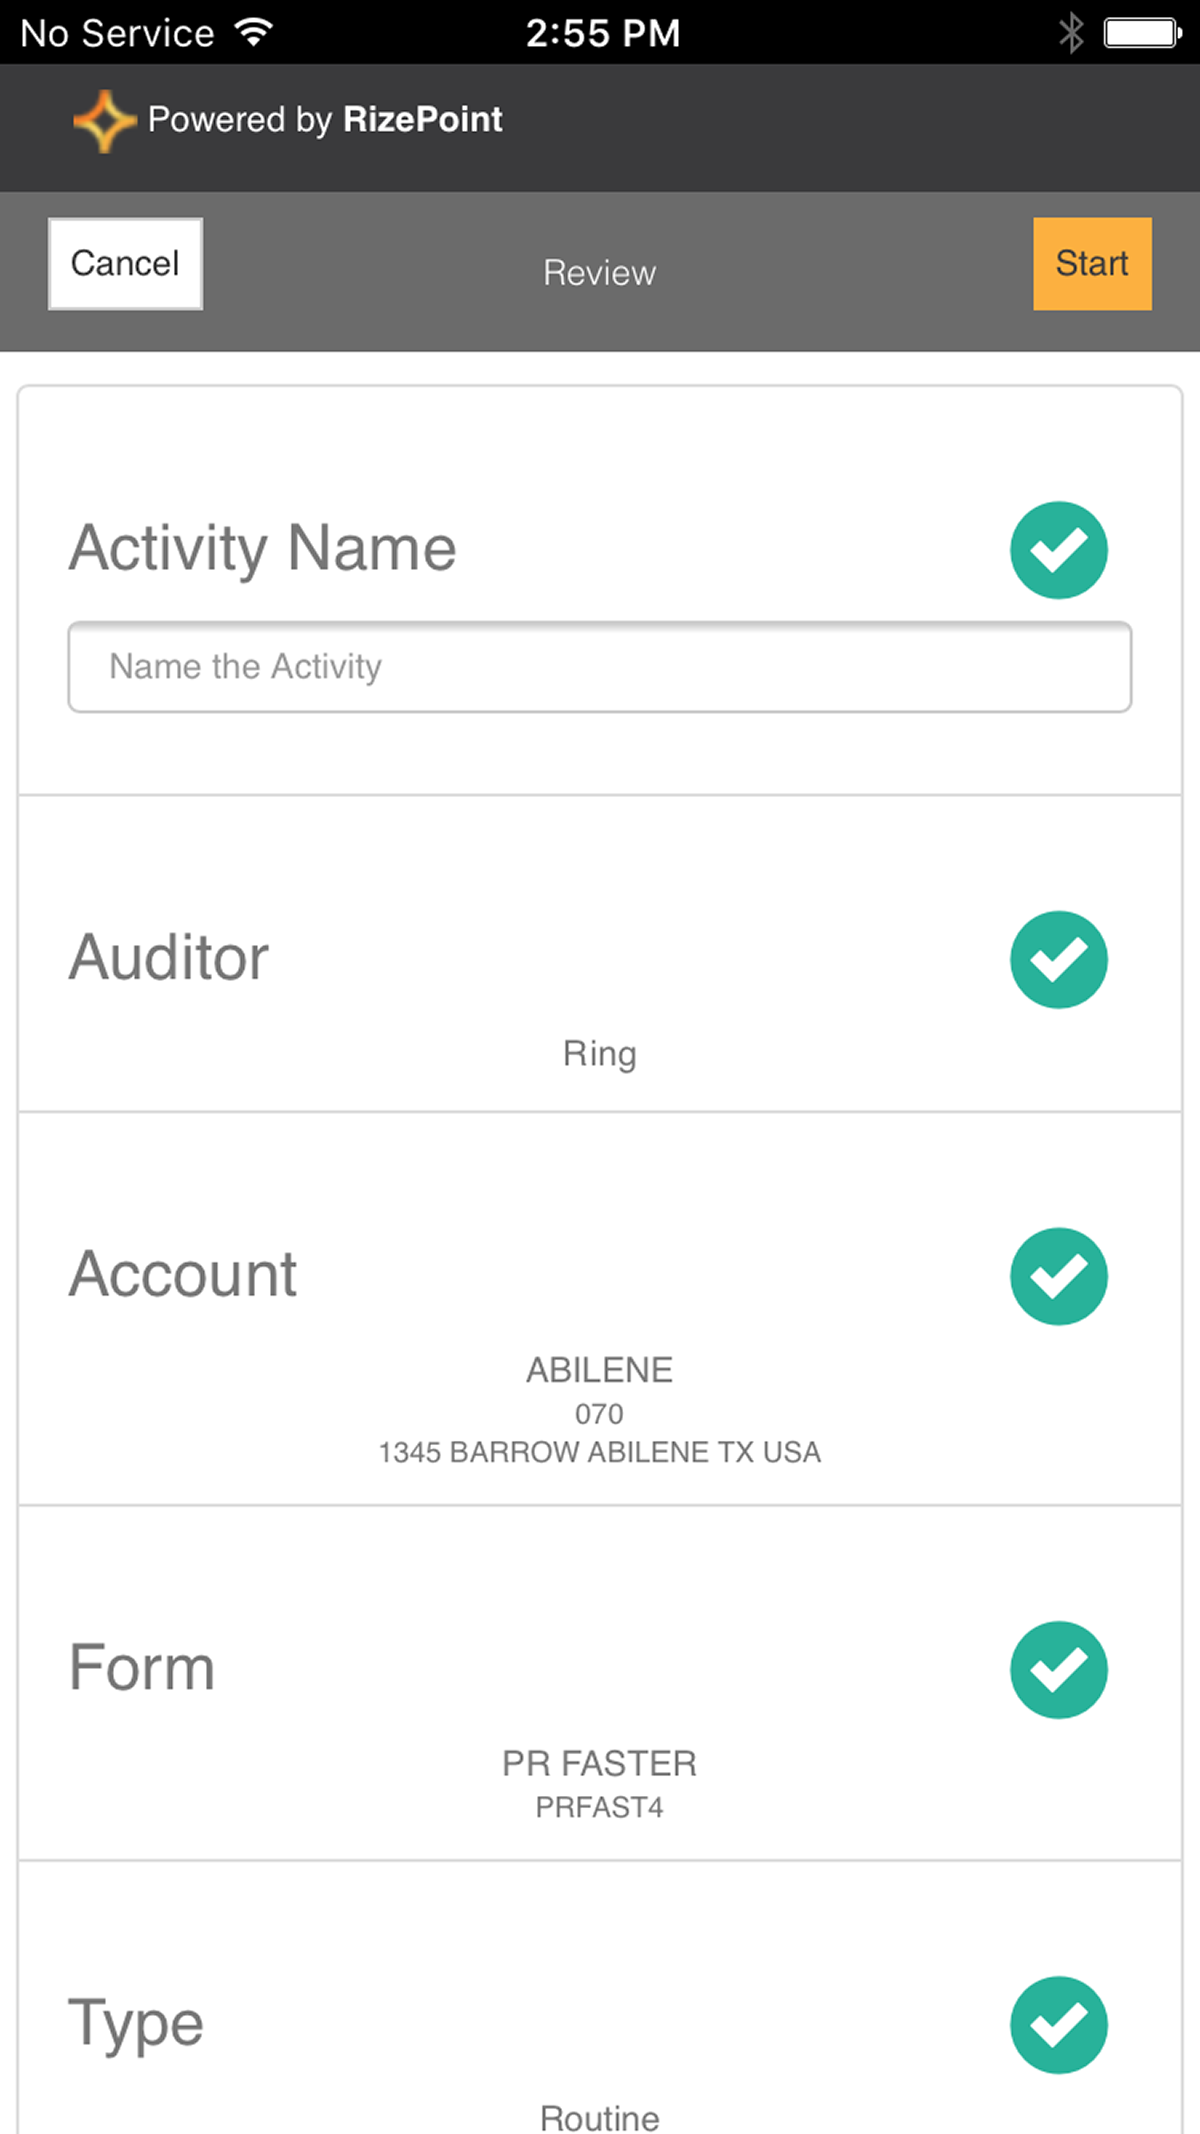 No Service 2:55 PM
Powered by RizePoint
Cancel Review Start
Activity Name
Name the Activity
Auditor
Ring
Account
ABILENE
070
1345 BARROW ABILENE TX USA
Form
PR FASTER
PRFAST4
Type
Routine